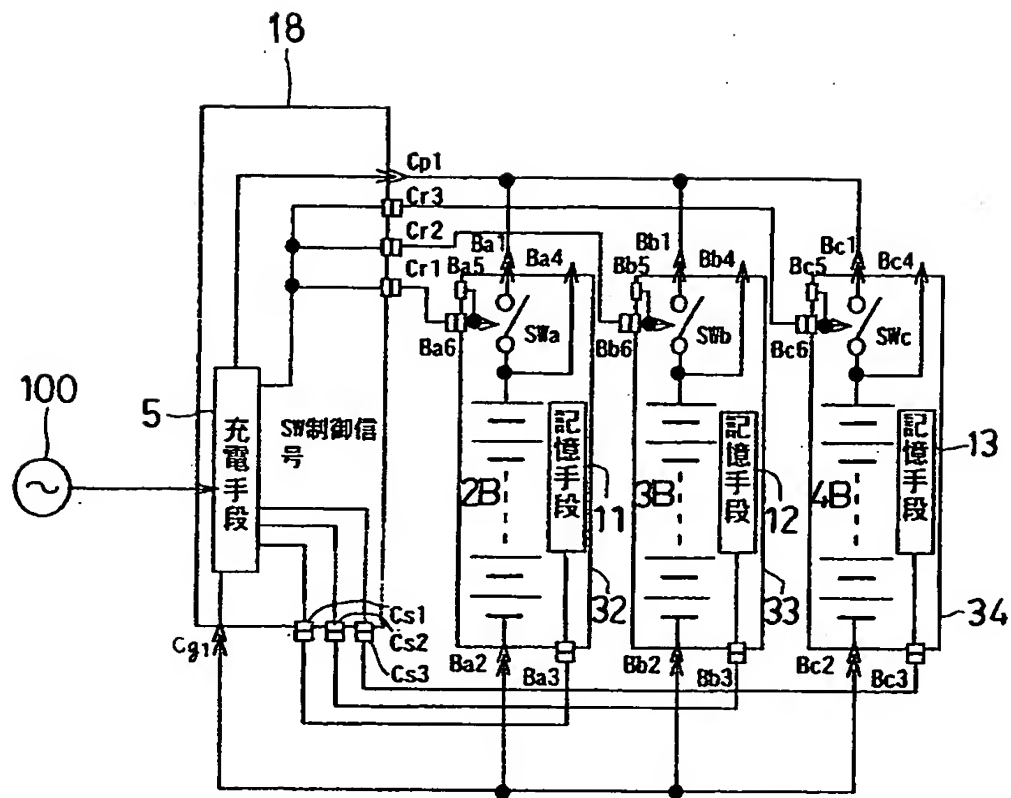 18
Cp1
Cr3
Cr2
Cr1
Ba1
Ba4
Ba5
Ba6
SWa
Bb1
Bb4
Bb5
Bb6
SWb
Bc1
Bc4
Bc5
Bc6
SWc
100
5
充電手段
SW制御信
号
2B
記憶手段
11
32
3B
記憶手段
12
33
4B
記憶手段
13
34
Cg1
Cs1
Cs2
Cs3
Ba2
Ba3
Bb2
Bb3
Bc2
Bc3